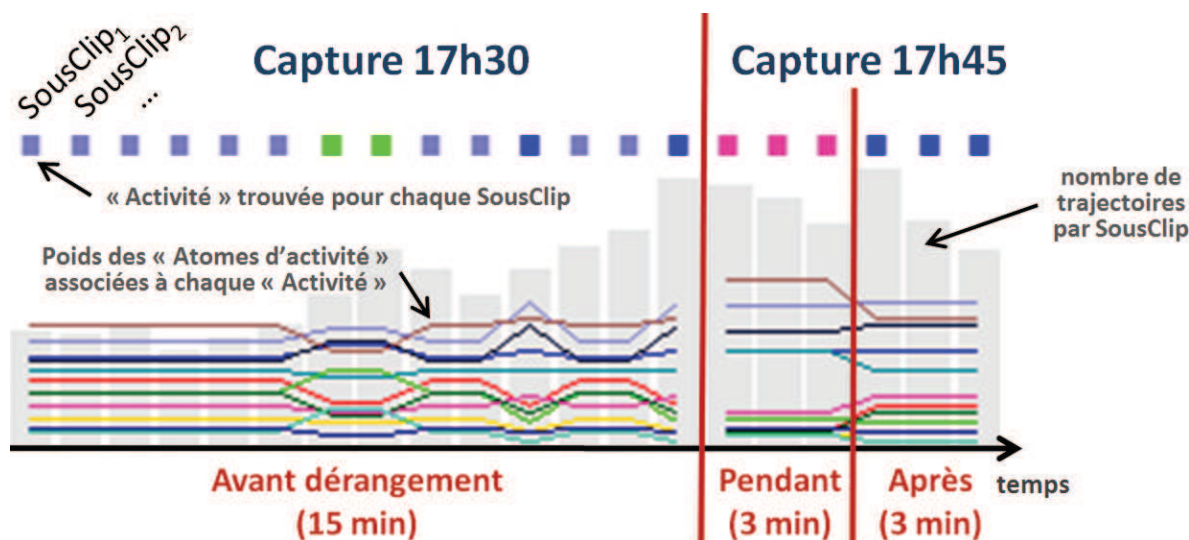 SousClip1
SousClip2
...
Capture 17h30
Capture 17h45
« Activité » trouvée pour chaque SousClip
nombre de
trajectoires
par SousClip
Poids des « Atomes d'activité »
associées à chaque « Activité »
temps
Avant dérangement
(15 min)
Pendant
(3 min)
Après
(3 min)